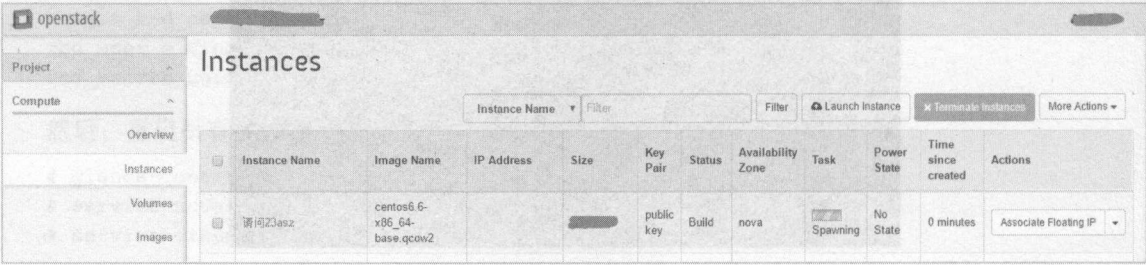 openstack
Project
Compute
Overview
Instances
Volumes
Images
Instances
Instance Name
Filter
Filter
Launch Instance
× Terminate Instances
More Actions
Instance Name
Image Name
IP Address
Size
Key Pair
Status
Availability Zone
Task
Power State
Time since created
Actions
请问23asz
centos6.6-
x86_64-
base.qcow2
public key
Build
nova
Spawning
No State
0 minutes
Associate Floating IP